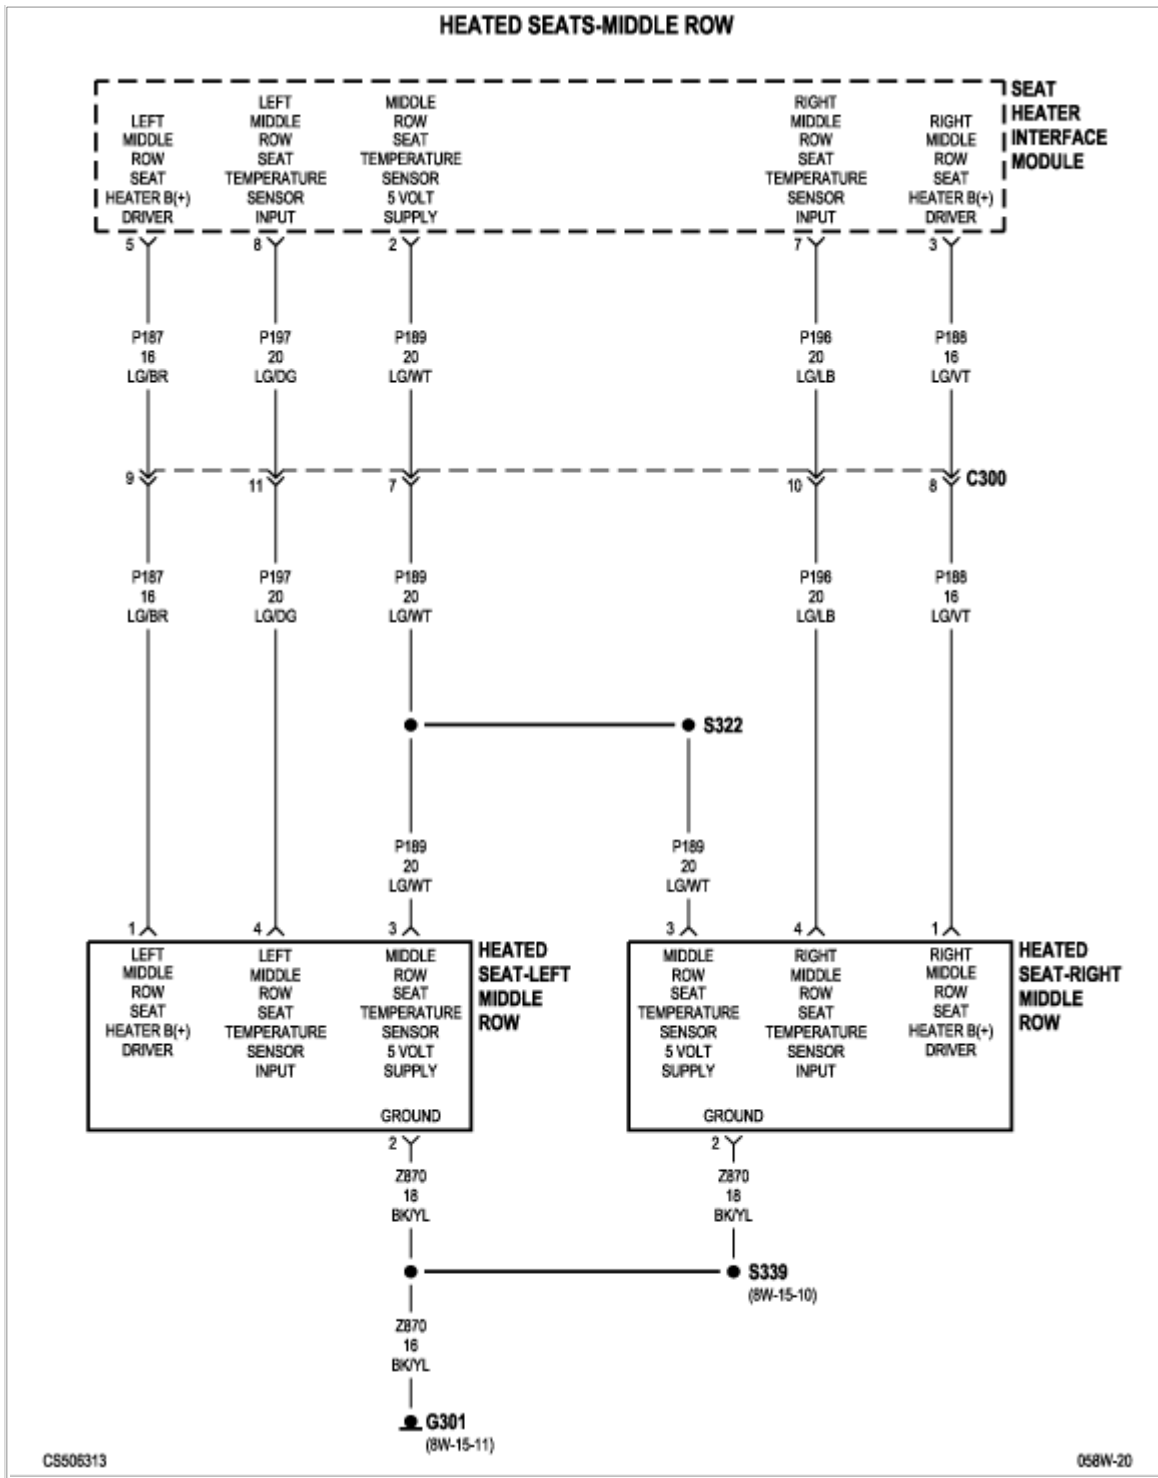 HEATED SEATS-MIDDLE ROW
LEFT
MIDDLE
ROW
SEAT
HEATER B(+)
DRIVER
LEFT
MIDDLE
ROW
SEAT
TEMPERATURE
SENSOR
INPUT
MIDDLE
ROW
SEAT
TEMPERATURE
SENSOR
5 VOLT
SUPPLY
RIGHT
MIDDLE
ROW
SEAT
TEMPERATURE
SENSOR
INPUT
RIGHT
MIDDLE
ROW
SEAT
HEATER B(+)
DRIVER
SEAT
HEATER
INTERFACE
MODULE
5
8
2
7
3
P187
16
LG/BR
P197
20
LG/DG
P189
20
LG/WT
P196
20
LG/LB
P188
16
LG/VT
9
11
7
10
8
C300
P187
16
LG/BR
P197
20
LG/DG
P189
20
LG/WT
P196
20
LG/LB
P188
16
LG/VT
S322
P189
20
LG/WT
P189
20
LG/WT
1
4
3
3
4
1
LEFT
MIDDLE
ROW
SEAT
HEATER B(+)
DRIVER
LEFT
MIDDLE
ROW
SEAT
TEMPERATURE
SENSOR
INPUT
MIDDLE
ROW
SEAT
TEMPERATURE
SENSOR
5 VOLT
SUPPLY
GROUND
HEATED
SEAT-LEFT
MIDDLE
ROW
MIDDLE
ROW
SEAT
TEMPERATURE
SENSOR
5 VOLT
SUPPLY
RIGHT
MIDDLE
ROW
SEAT
TEMPERATURE
SENSOR
INPUT
RIGHT
MIDDLE
ROW
SEAT
HEATER B(+)
DRIVER
GROUND
HEATED
SEAT-RIGHT
MIDDLE
ROW
2
2
Z870
18
BK/YL
Z870
18
BK/YL
S339
(8W-15-10)
Z870
16
BK/YL
G301
(8W-15-11)
CS506313
058W-20